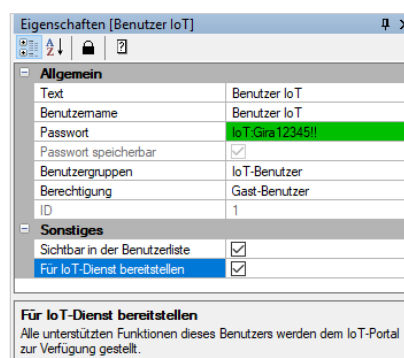 Eigenschaften [Benutzer IoT]
Allgemein
Text Benutzer IoT
Benutzername Benutzer IoT
Passwort IoT:Gira12345!!
Passwort speicherbar
Benutzergruppen IoT-Benutzer
Berechtigung Gast-Benutzer
ID 1
Sonstiges
Sichtbar in der Benutzerliste
Für IoT-Dienst bereitstellen
Für IoT-Dienst bereitstellen
Alle unterstützten Funktionen dieses Benutzers werden dem IoT-Portal
zur Verfügung gestellt.